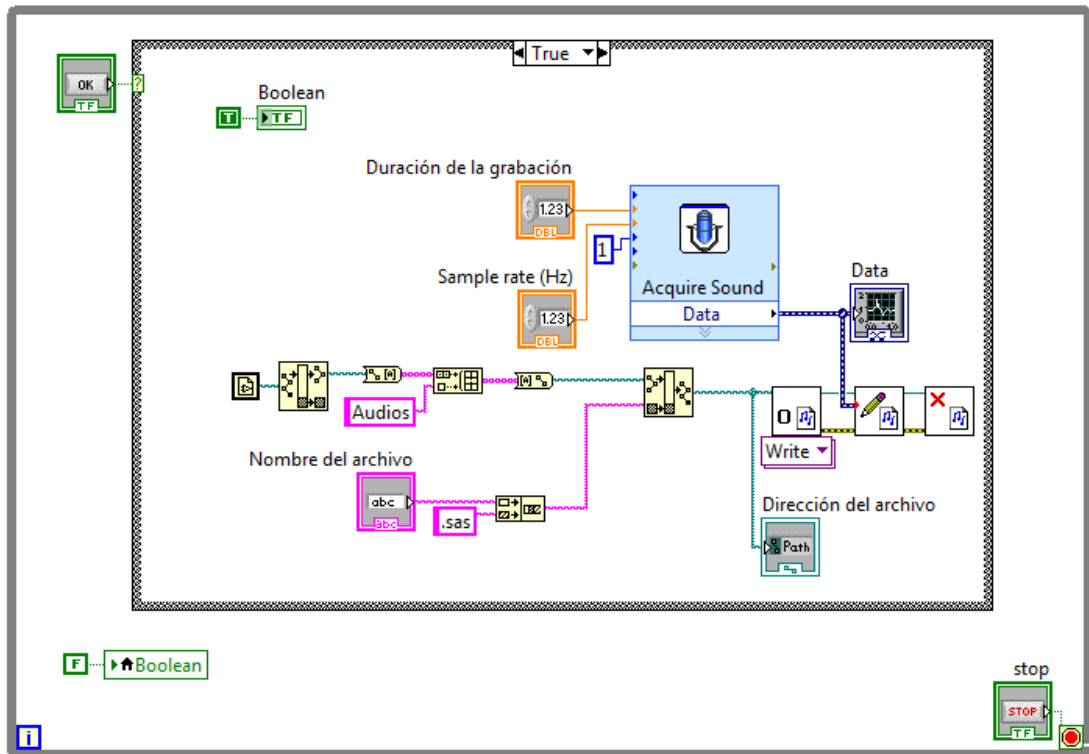 True
OK
TF
?
Boolean
T
TF
Duración de la grabación
1.23
DBL
1
Sample rate (Hz)
1.23
DBL
Acquire Sound
Data
Data
Audios
Write
Nombre del archivo
abc
abc
.sas
Dirección del archivo
Path
F
Boolean
stop
STOP
TF
i